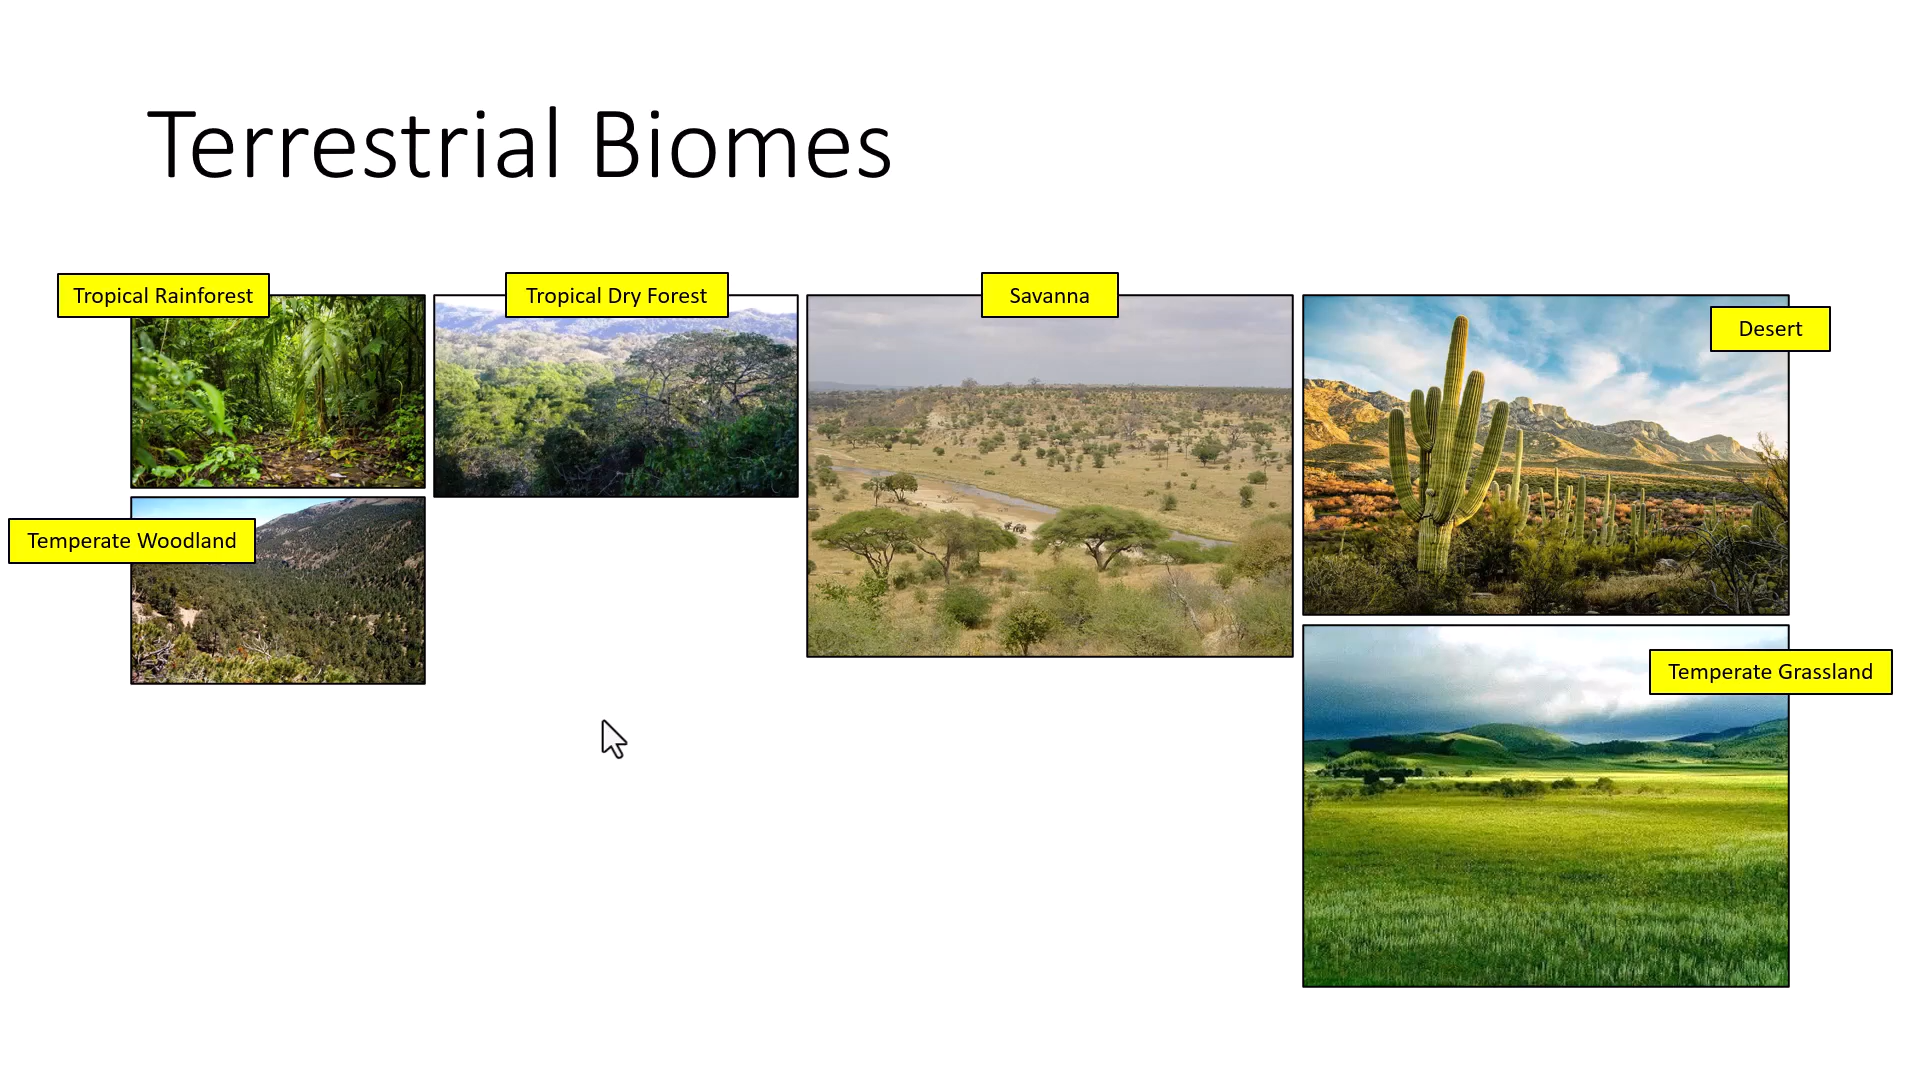 Terrestrial Biomes
Tropical Rainforest
Tropical Dry Forest
Savanna
Desert
Temperate Woodland
Temperate Grassland